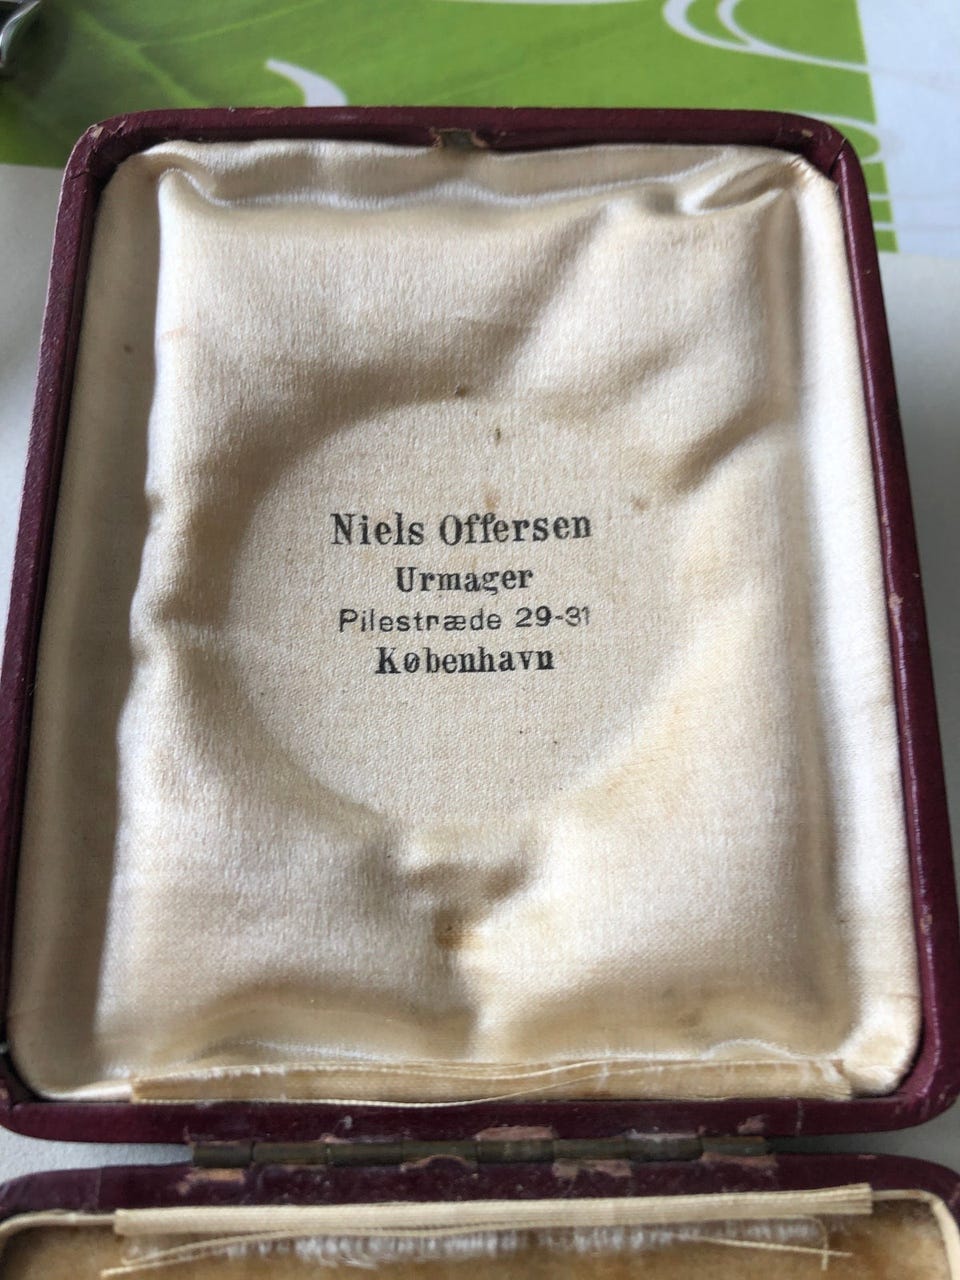 Niels Offersen
Urmager
Pilestræde 29-31
København